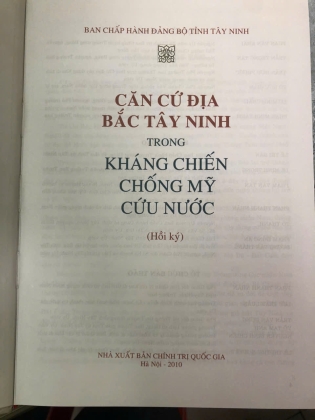 BAN CHẤP HÀNH ĐẢNG BỘ TỈNH TÂY NINH
CĂN CỨ ĐỊA
BẮC TÂY NINH
TRONG
KHÁNG CHIẾN
CHỐNG MỸ
CỨU NƯỚC
(Hồi ký)
NHÀ XUẤT BẢN CHÍNH TRỊ QUỐC GIA
Hà Nội - 2010